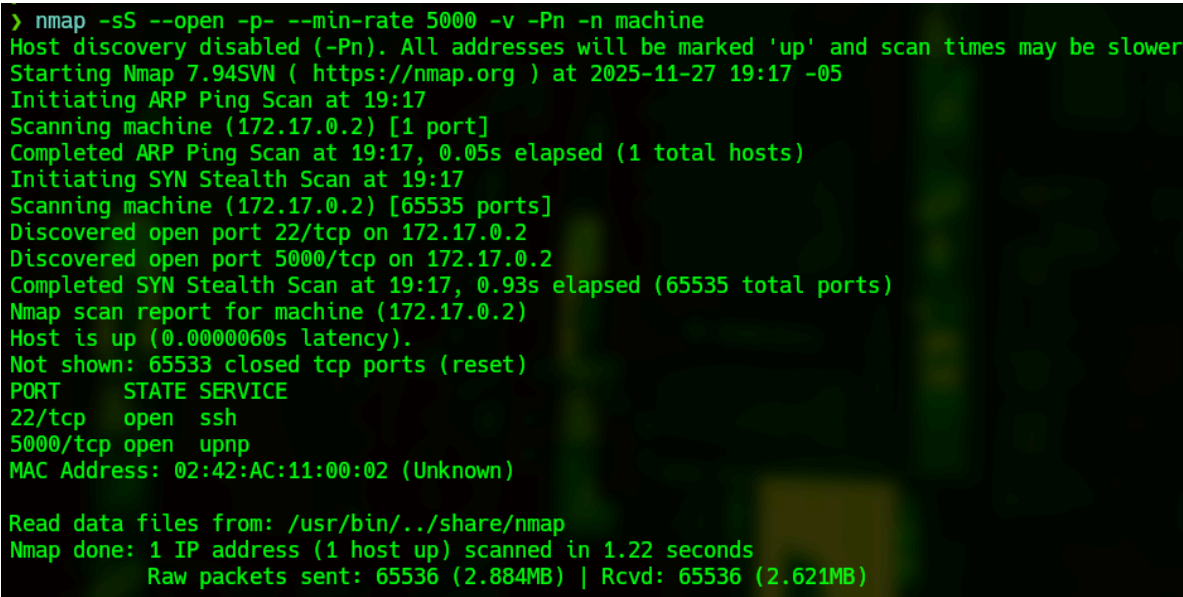 ❯ nmap -sS --open -p- --min-rate 5000 -v -Pn -n machine
Host discovery disabled (-Pn). All addresses will be marked 'up' and scan times may be slower
Starting Nmap 7.94SVN ( https://nmap.org ) at 2025-11-27 19:17 -05
Initiating ARP Ping Scan at 19:17
Scanning machine (172.17.0.2) [1 port]
Completed ARP Ping Scan at 19:17, 0.05s elapsed (1 total hosts)
Initiating SYN Stealth Scan at 19:17
Scanning machine (172.17.0.2) [65535 ports]
Discovered open port 22/tcp on 172.17.0.2
Discovered open port 5000/tcp on 172.17.0.2
Completed SYN Stealth Scan at 19:17, 0.93s elapsed (65535 total ports)
Nmap scan report for machine (172.17.0.2)
Host is up (0.0000060s latency).
Not shown: 65533 closed tcp ports (reset)
PORT     STATE SERVICE
22/tcp   open  ssh
5000/tcp open  upnp
MAC Address: 02:42:AC:11:00:02 (Unknown)
Read data files from: /usr/bin/../share/nmap
Nmap done: 1 IP address (1 host up) scanned in 1.22 seconds
           Raw packets sent: 65536 (2.884MB) | Rcvd: 65536 (2.621MB)